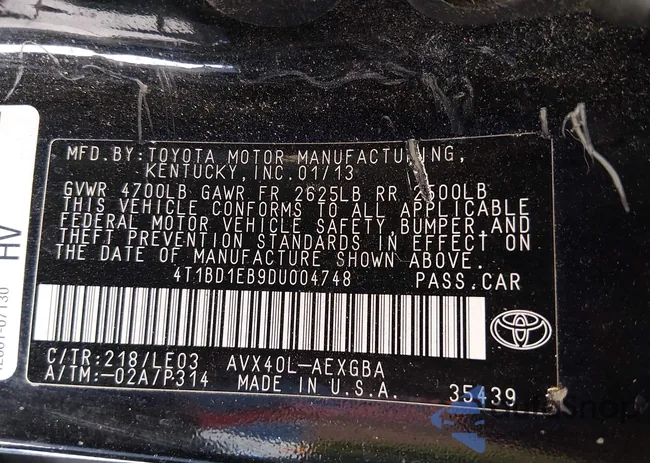 MFD.BY:TOYOTA MOTOR MANUFACTURING,
KENTUCKY, INC. 01/13
GVWR 4700LB GAWR FR 2625LB RR 2500LB
THIS VEHICLE CONFORMS TO ALL APPLICABLE
FEDERAL MOTOR VEHICLE SAFETY, BUMPER, AND
THEFT PREVENTION STANDARDS IN EFFECT ON
THE DATE OF MANUFACTURE SHOWN ABOVE.
4T1BD1EB9DU004748 PASS.CAR
C/TR:218/LE03 AVX40L-AEXGBA
A/TM:-02A/P314 MADE IN U.S.A. 35439
HV